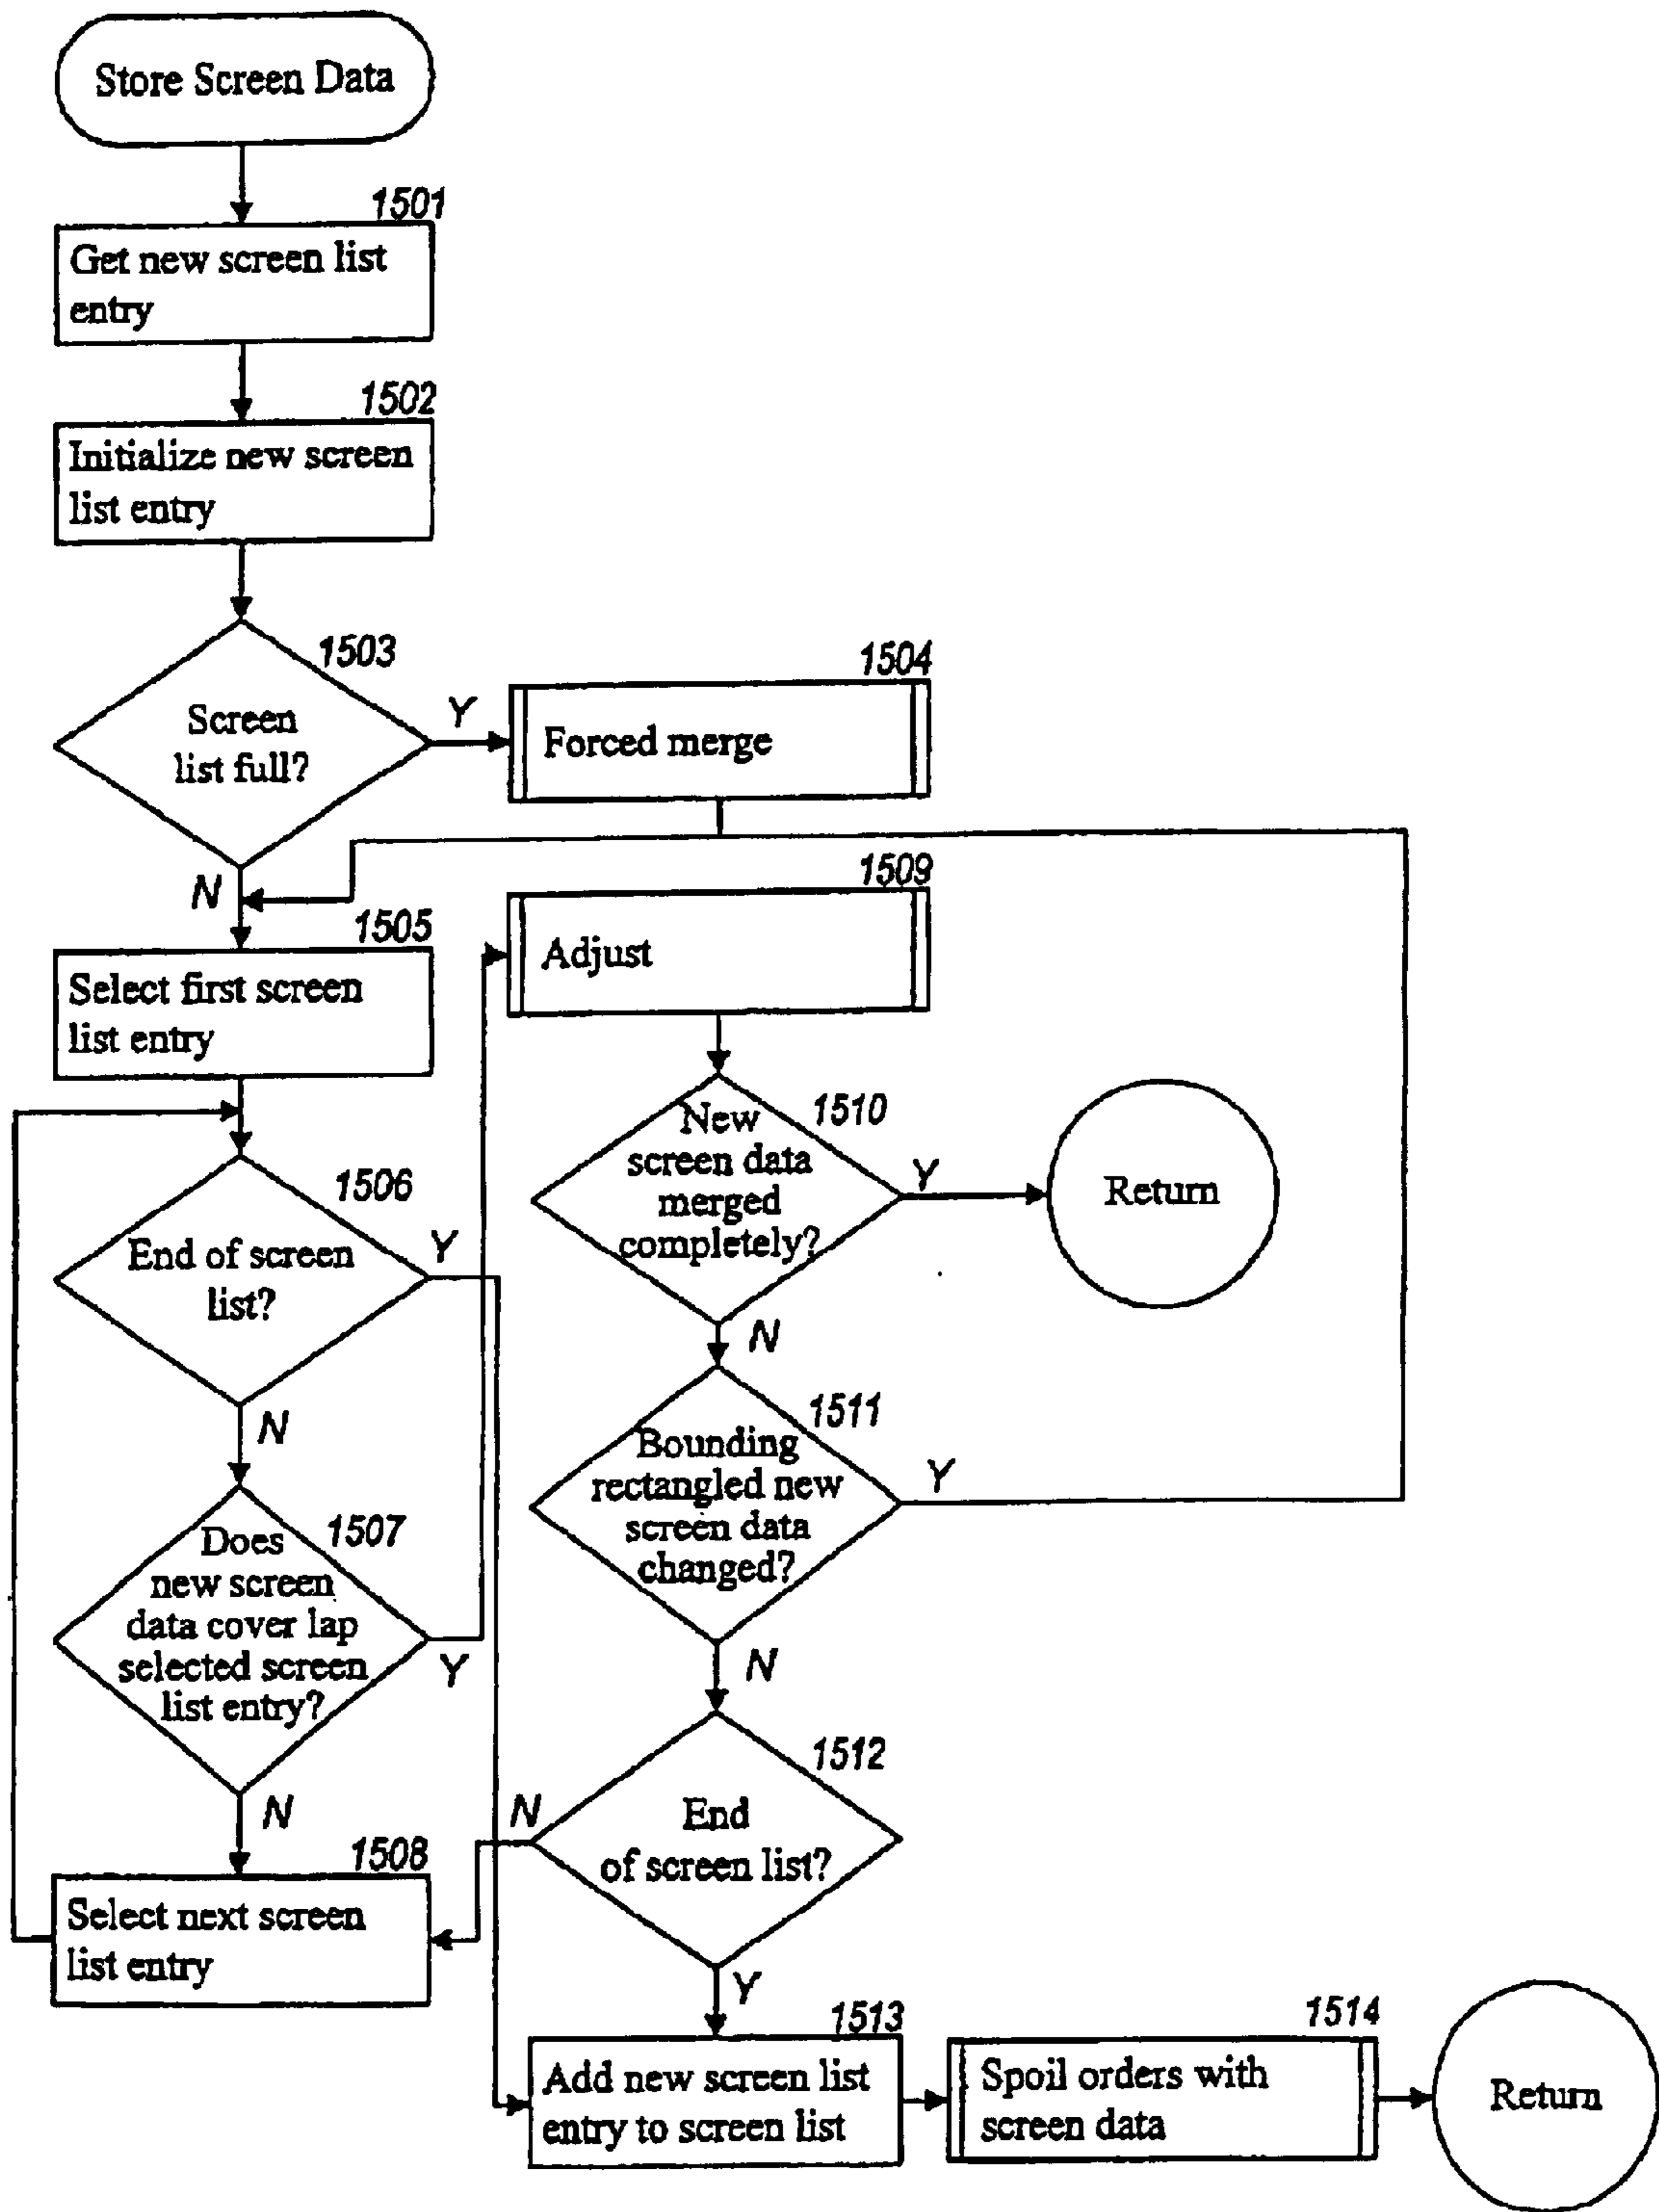 Store Screen Data
1501
Get new screen list
entry
1502
Initialize new screen
list entry
1503
Screen
list full?
Y
N
1504
Forced merge
1505
Select first screen
list entry
1506
End of screen
list?
Y
N
1507
Does
new screen
data cover lap
selected screen
list entry?
Y
N
1508
Select next screen
list entry
1509
Adjust
1510
New
screen data
merged
completely?
Y
Return
N
1511
Bounding
rectangled new
screen data
changed?
Y
N
1512
End
of screen list?
N
Y
1513
Add new screen list
entry to screen list
1514
Spoil orders with
screen data
Return